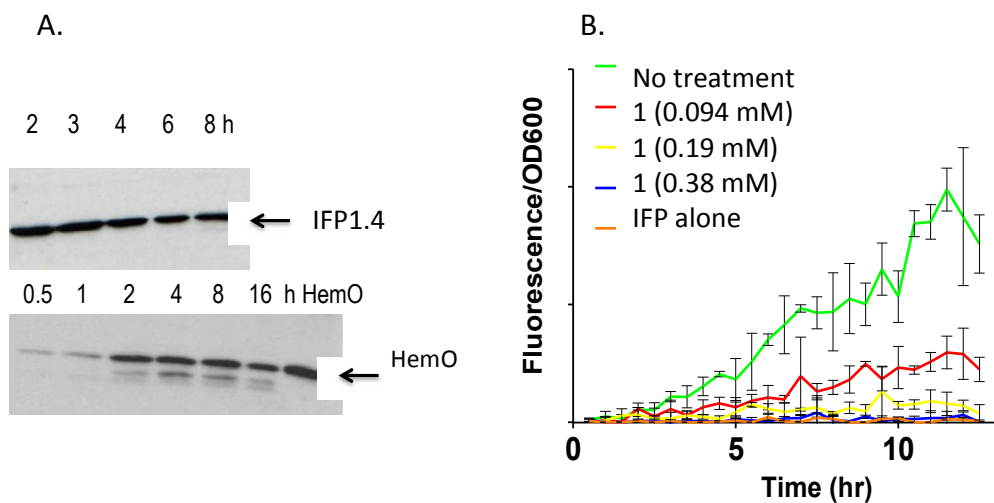 A.
2 3 4 6 8 h
IFP1.4
0.5 1 2 4 8 16 h HemO
HemO
B.
Fluorescence/OD600
No treatment
1 (0.094 mM)
1 (0.19 mM)
1 (0.38 mM)
IFP alone
0 5 10
Time (hr)